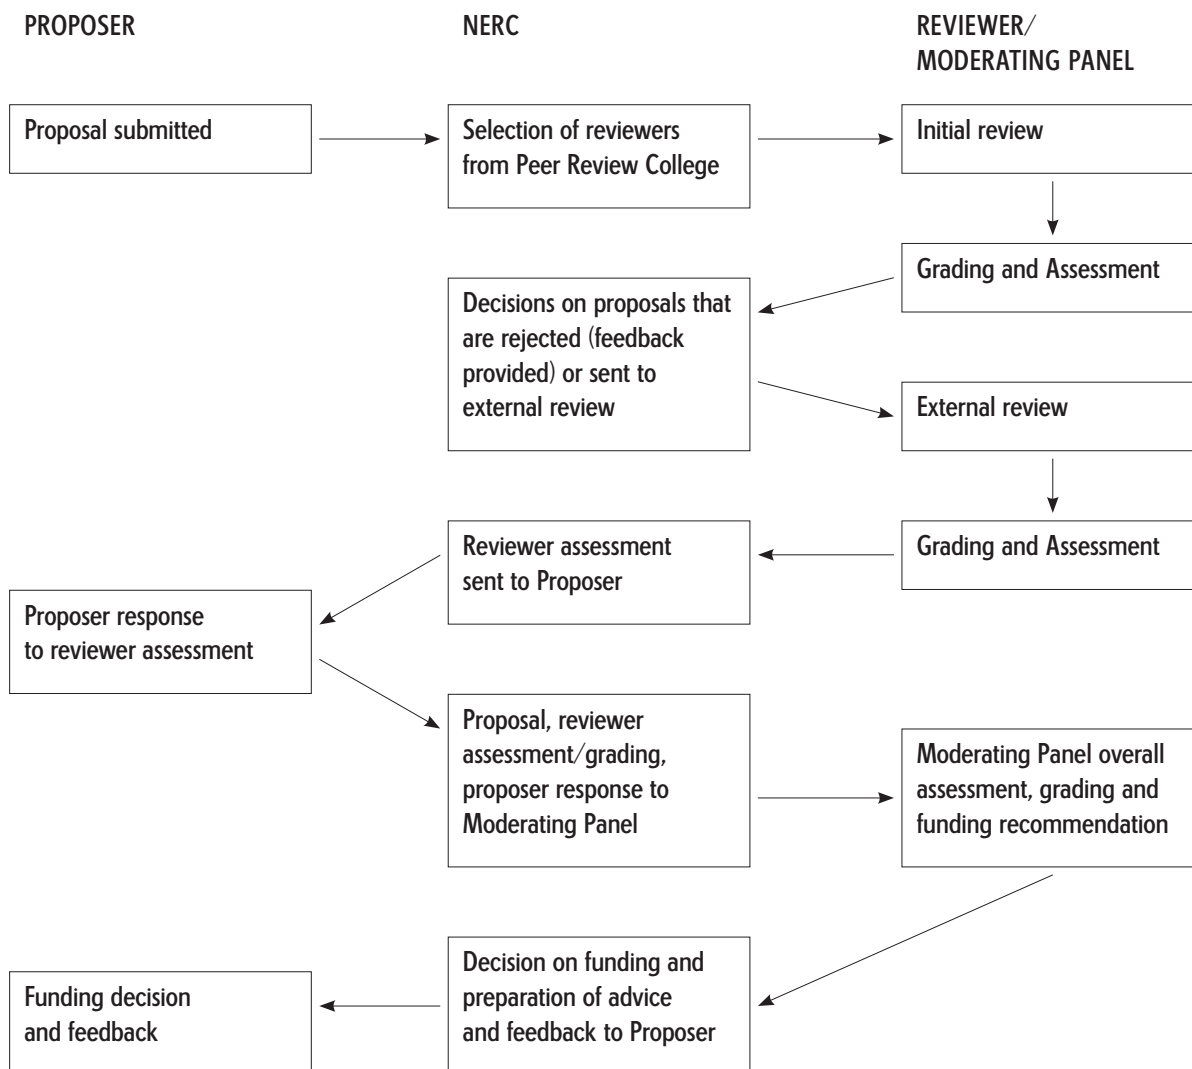 PROPOSER
NERC
REVIEWER/
MODERATING PANEL
Proposal submitted
Selection of reviewers
from Peer Review College
Initial review
Grading and Assessment
Decisions on proposals that
are rejected (feedback
provided) or sent to
external review
External review
Grading and Assessment
Reviewer assessment
sent to Proposer
Proposer response
to reviewer assessment
Proposal, reviewer
assessment/grading,
proposer response to
Moderating Panel
Moderating Panel overall
assessment, grading and
funding recommendation
Decision on funding and
preparation of advice
and feedback to Proposer
Funding decision
and feedback